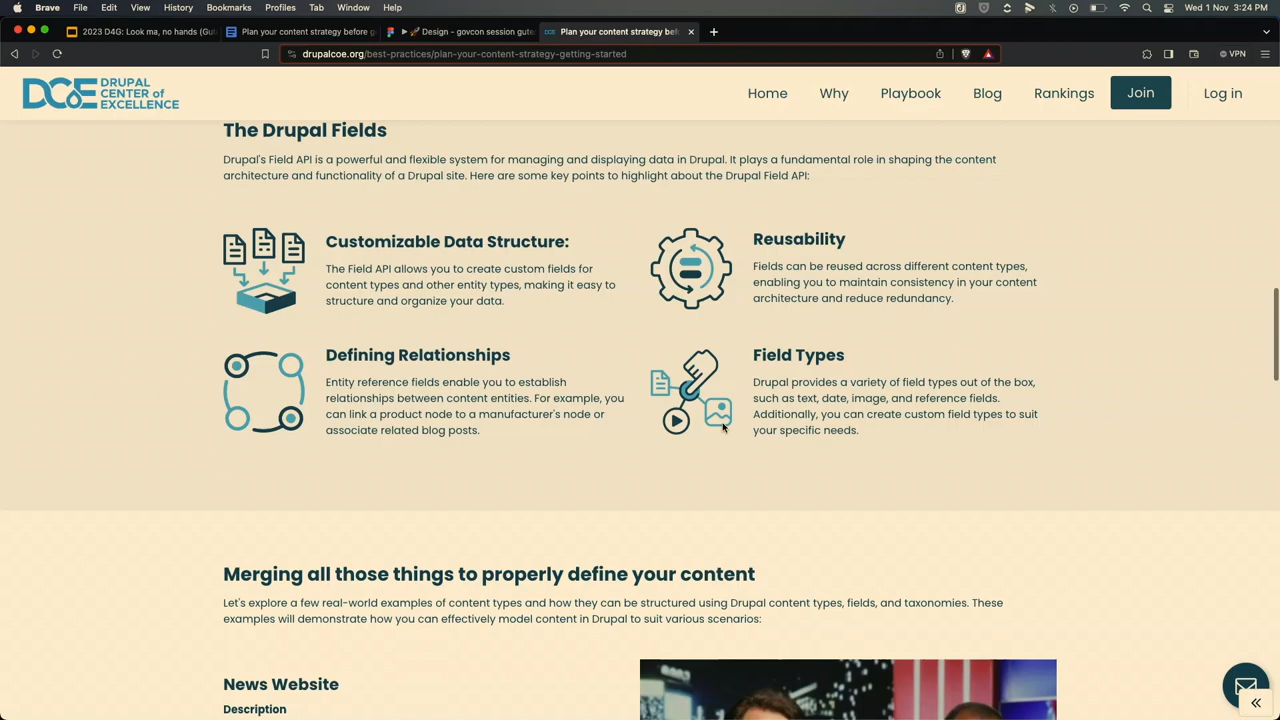 Brave File Edit View History Bookmarks Profiles Tab Window Help Wed 1 Nov 3:24 PM
2023 D4G: Look ma, no hands (Gut Plan your content strategy before g Design - govcon session gute Plan your content strategy bef
drupalcoe.org/best-practices/plan-your-content-strategy-getting-started VPN
DCE DRUPAL
CENTER of
EXCELLENCE
Home Why Playbook Blog Rankings Join Log in
The Drupal Fields
Drupal's Field API is a powerful and flexible system for managing and displaying data in Drupal. It plays a fundamental role in shaping the content
architecture and functionality of a Drupal site. Here are some key points to highlight about the Drupal Field API:
Customizable Data Structure:
The Field API allows you to create custom fields for
content types and other entity types, making it easy to
structure and organize your data.
Reusability
Fields can be reused across different content types,
enabling you to maintain consistency in your content
architecture and reduce redundancy.
Defining Relationships
Entity reference fields enable you to establish
relationships between content entities. For example, you
can link a product node to a manufacturer's node or
associate related blog posts.
Field Types
Drupal provides a variety of field types out of the box,
such as text, date, image, and reference fields.
Additionally, you can create custom field types to suit
your specific needs.
Merging all those things to properly define your content
Let's explore a few real-world examples of content types and how they can be structured using Drupal content types, fields, and taxonomies. These
examples will demonstrate how you can effectively model content in Drupal to suit various scenarios:
News Website
Description